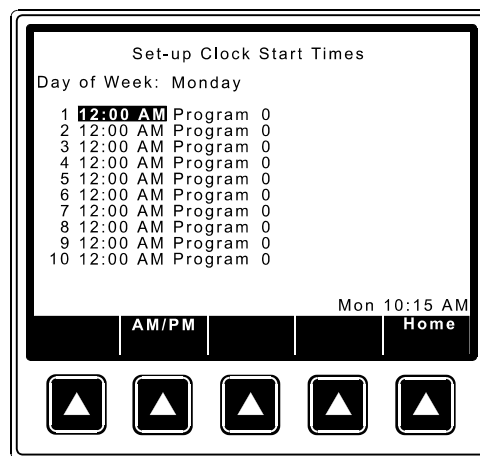 Set-up Clock Start Times
Day of Week: Monday
1 12:00 AM Program 0
2 12:00 AM Program 0
3 12:00 AM Program 0
4 12:00 AM Program 0
5 12:00 AM Program 0
6 12:00 AM Program 0
7 12:00 AM Program 0
8 12:00 AM Program 0
9 12:00 AM Program 0
10 12:00 AM Program 0
Mon 10:15 AM
AM/PM Home